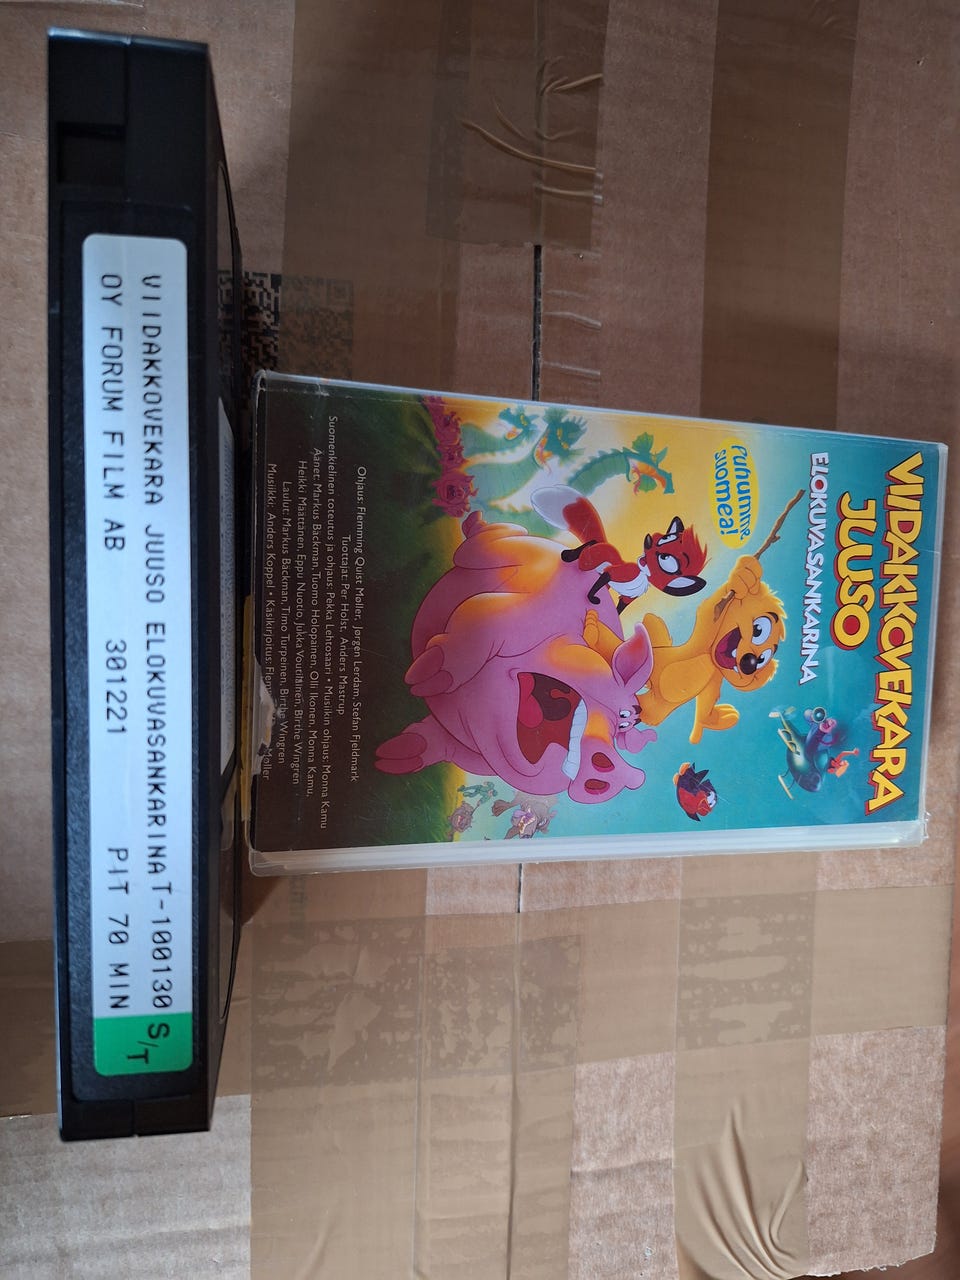 VIIDAKKOVEKARA JUUSO ELOKUVASANKARINAT-100130 S/T
OY FORUM FILM AB 301221 PIT 70 MIN
VIIDAKKOVEKARA
JUUSO
ELOKUVASANKARINA
PUHUMME
SUOMEA!
Ohjaus: Flemming Quist Møller, Jørgen Lerdam, Stefan Fjeldmark
Tuottajat: Per Holst, Anders Mastrup
Suomenkielinen toteutus ja ohjaus: Pekka Lehtosaari • Musiikin ohjaus: Monna Kamu
Äänet: Markus Bäckman, Tuomo Holopainen, Olli Ikonen, Monna Kamu,
Heikki Määttänen, Eppu Nuotio, Jukka Voutilainen, Birthe Wingren
Laulut: Markus Bäckman, Timo Turpeinen, Birthe Wingren
Musiikki: Anders Koppel • Käsikirjoitus: Møller